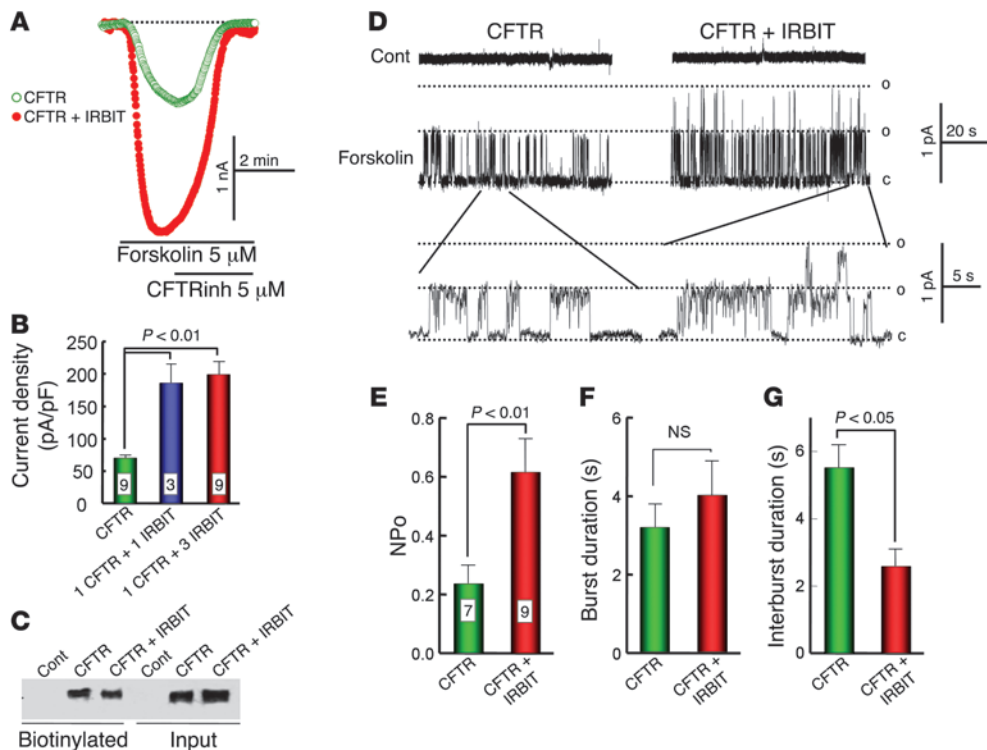 A
CFTR
CFTR + IRBIT
1 nA
2 min
Forskolin 5 μM
CFTRinh 5 μM
B
P < 0.01
Current density
(pA/pF)
250
200
150
100
50
0
9
3
9
CFTR
1 CFTR + 1 IRBIT
1 CFTR + 3 IRBIT
C
Cont
CFTR
CFTR + IRBIT
Cont
CFTR
CFTR + IRBIT
Biotinylated
Input
D
CFTR
CFTR + IRBIT
Cont
o
o
Forskolin
c
1 pA
20 s
o
o
c
1 pA
5 s
E
P < 0.01
NPo
0.8
0.6
0.4
0.2
0.0
7
9
CFTR
CFTR +
IRBIT
F
NS
Burst duration (s)
6
4
2
0
CFTR
CFTR +
IRBIT
G
P < 0.05
Interburst duration (s)
6
4
2
0
CFTR
CFTR +
IRBIT